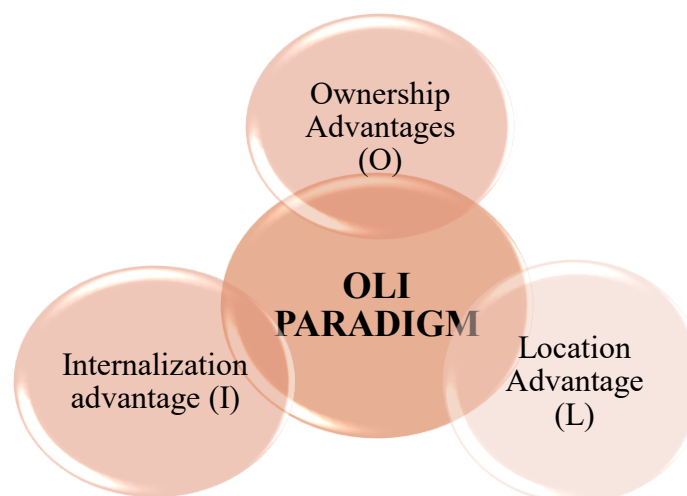 Ownership
Advantages
(O)
OLI
PARADIGM
Internalization
advantage (I)
Location
Advantage
(L)